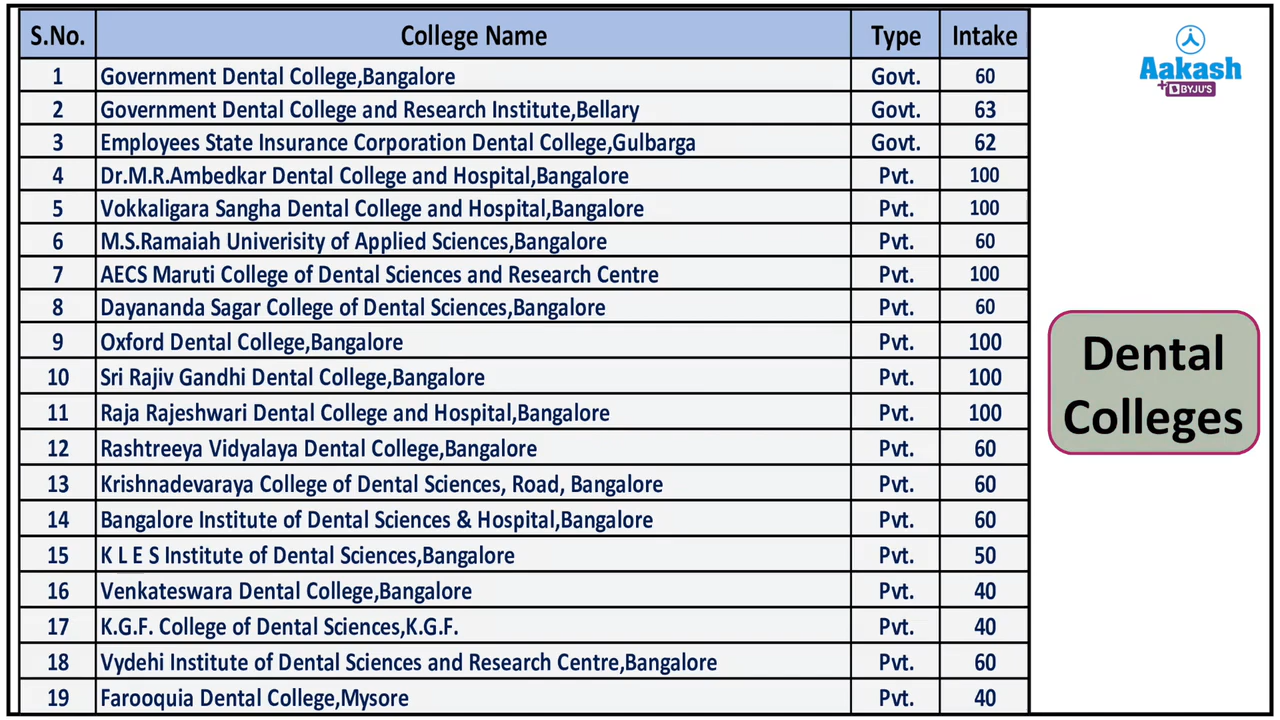 S.No. College Name Type Intake
1 Government Dental College,Bangalore Govt. 60
2 Government Dental College and Research Institute,Bellary Govt. 63
3 Employees State Insurance Corporation Dental College,Gulbarga Govt. 62
4 Dr.M.R.Ambedkar Dental College and Hospital,Bangalore Pvt. 100
5 Vokkaligara Sangha Dental College and Hospital,Bangalore Pvt. 100
6 M.S.Ramaiah Univerisity of Applied Sciences,Bangalore Pvt. 60
7 AECS Maruti College of Dental Sciences and Research Centre Pvt. 100
8 Dayananda Sagar College of Dental Sciences,Bangalore Pvt. 60
9 Oxford Dental College,Bangalore Pvt. 100
10 Sri Rajiv Gandhi Dental College,Bangalore Pvt. 100
11 Raja Rajeshwari Dental College and Hospital,Bangalore Pvt. 100
12 Rashtreeya Vidyalaya Dental College,Bangalore Pvt. 60
13 Krishnadevaraya College of Dental Sciences, Road, Bangalore Pvt. 60
14 Bangalore Institute of Dental Sciences & Hospital,Bangalore Pvt. 60
15 K L E S Institute of Dental Sciences,Bangalore Pvt. 50
16 Venkateswara Dental College,Bangalore Pvt. 40
17 K.G.F. College of Dental Sciences,K.G.F. Pvt. 40
18 Vydehi Institute of Dental Sciences and Research Centre,Bangalore Pvt. 60
19 Farooquia Dental College,Mysore Pvt. 40
Aakash
+BYJU'S
Dental
Colleges